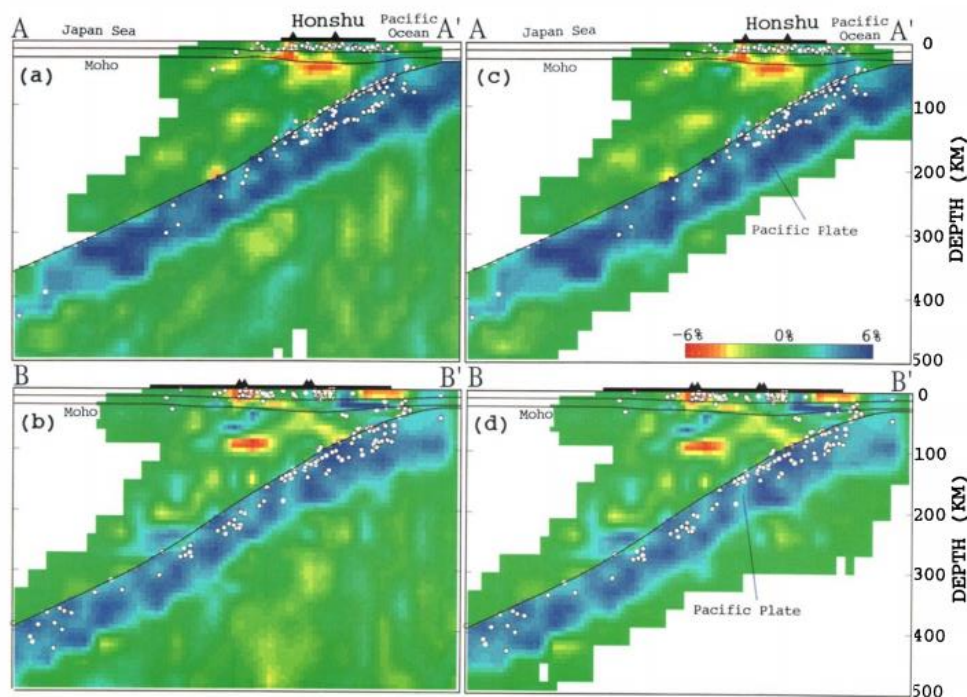 A Japan Sea Honshu Pacific Ocean A'
(a) Moho
A Japan Sea Honshu Pacific Ocean A'
(c) Moho
Pacific Plate
-6% 0% 6%
0
100
200
300
400
500
DEPTH (KM)
B B'
(b) Moho
B B'
(d) Moho
Pacific Plate
0
100
200
300
400
500
DEPTH (KM)